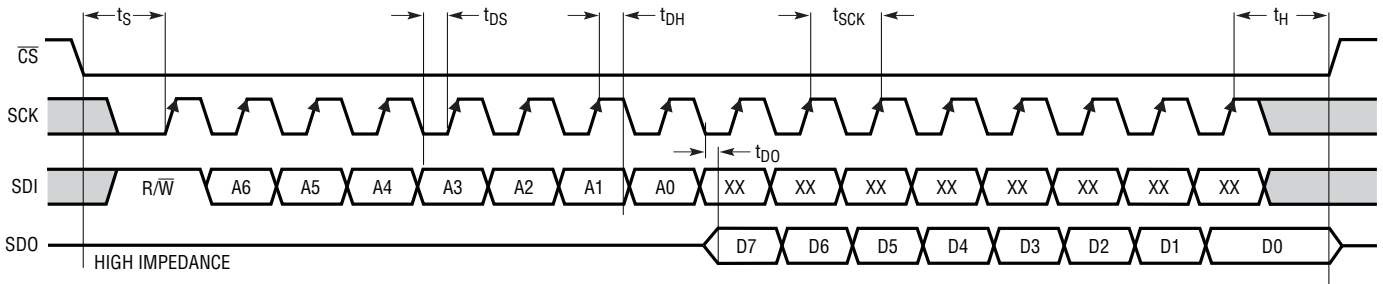 tS tDS tDH tSCK tH
C̅S̅
SCK
tDO
SDI R/W̅ A6 A5 A4 A3 A2 A1 A0 XX XX XX XX XX XX XX XX
SDO D7 D6 D5 D4 D3 D2 D1 D0
HIGH IMPEDANCE